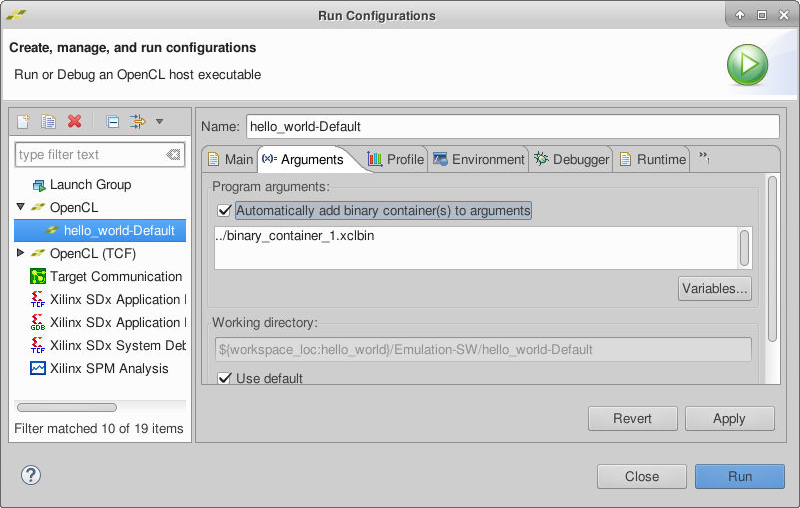 Run Configurations
Create, manage, and run configurations
Run or Debug an OpenCL host executable
type filter text
Launch Group
OpenCL
hello_world-Default
OpenCL (TCF)
Target Communication
Xilinx SDx Application
Xilinx SDx Application
Xilinx SDx System Deb
Xilinx SPM Analysis
Filter matched 10 of 19 items
Name: hello_world-Default
Main
(x)= Arguments
Profile
Environment
Debugger
Runtime
»1
Program arguments:
Automatically add binary container(s) to arguments
../binary_container_1.xclbin
Variables...
Working directory:
${workspace_loc:hello_world}/Emulation-SW/hello_world-Default
Use default
Revert
Apply
Close
Run